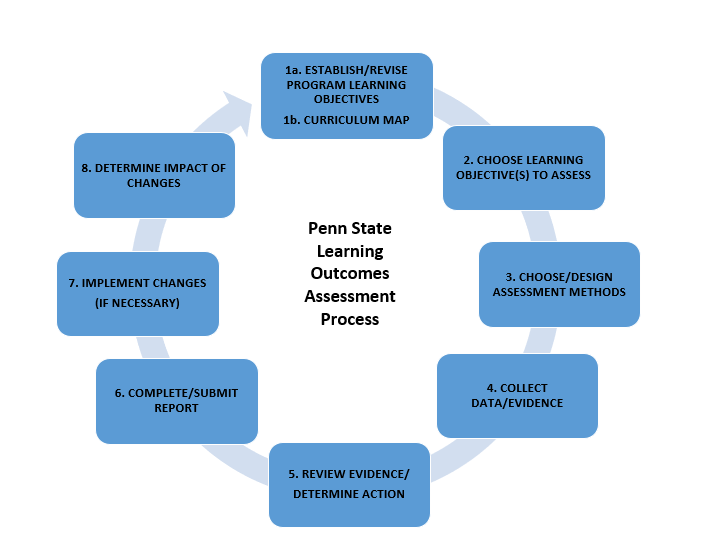 1a. ESTABLISH/REVISE
PROGRAM LEARNING
OBJECTIVES
1b. CURRICULUM MAP
2. CHOOSE LEARNING
OBJECTIVE(S) TO ASSESS
3. CHOOSE/DESIGN
ASSESSMENT METHODS
4. COLLECT
DATA/EVIDENCE
5. REVIEW EVIDENCE/
DETERMINE ACTION
6. COMPLETE/SUBMIT
REPORT
7. IMPLEMENT CHANGES
(IF NECESSARY)
8. DETERMINE IMPACT OF
CHANGES
Penn State
Learning
Outcomes
Assessment
Process